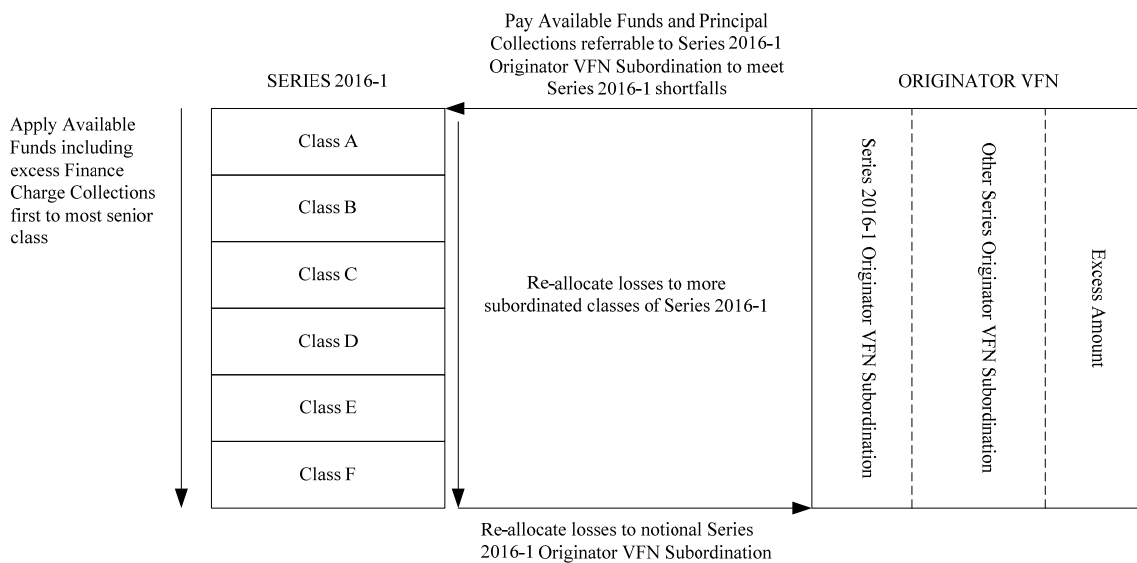 Pay Available Funds and Principal
Collections referrable to Series 2016-1
Originator VFN Subordination to meet
Series 2016-1 shortfalls
SERIES 2016-1
ORIGINATOR VFN
Apply Available
Funds including
excess Finance
Charge Collections
first to most senior
class
Class A
Class B
Class C
Class D
Class E
Class F
Re-allocate losses to more
subordinated classes of Series 2016-1
Series 2016-1 Originator VFN Subordination
Other Series Originator VFN Subordination
Excess Amount
Re-allocate losses to notional Series
2016-1 Originator VFN Subordination